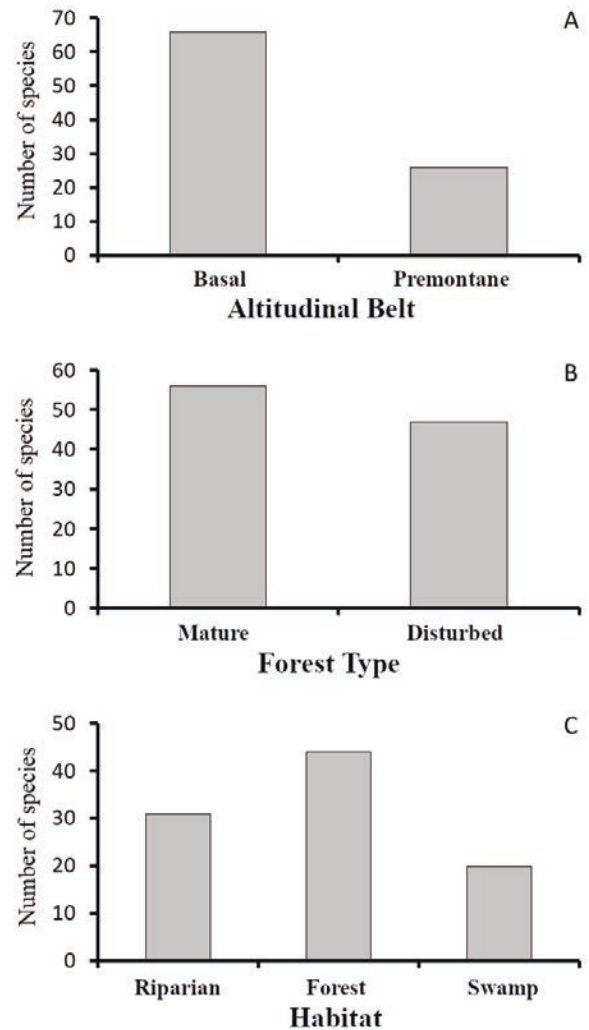 A
Number of species
70
60
50
40
30
20
10
0
Basal Premontane
Altitudinal Belt
B
Number of species
60
50
40
30
20
10
0
Mature Disturbed
Forest Type
C
Number of species
50
40
30
20
10
0
Riparian Forest Swamp
Habitat